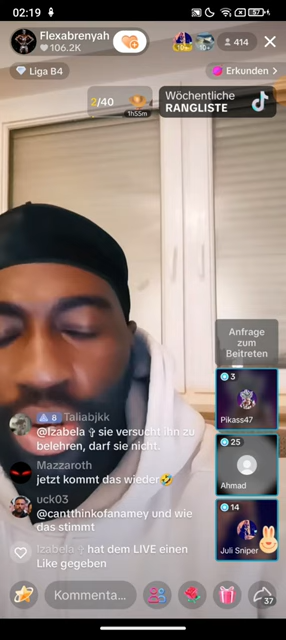 02:19
57
Flexabrenyah
106.2K
414
Liga B4
Erkunden
2/40
1h55m
Wöchentliche
RANGLISTE
Anfrage
zum
Beitreten
3
Pikass47
25
Ahmad
14
Juli Sniper
8 Taliabjkk
@Izabela ✞ sie versucht ihn zu
belehren, darf sie nicht.
Mazzaroth
jetzt kommt das wieder🤣
uck03
@cantthinkofanamey und wie
das stimmt
Izabela ✞ hat dem LIVE einen
Like gegeben
Kommenta...
37